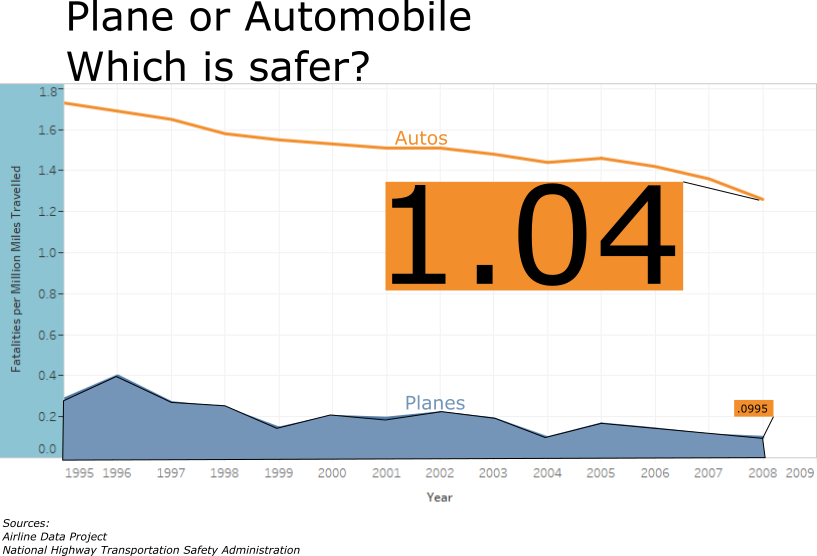 Plane or Automobile
Which is safer?
Fatalities per Million Miles Travelled
1.8
1.6
1.4
1.2
1.0
0.8
0.6
0.4
0.2
0.0
Autos
1.04
Planes
.0995
1995 1996 1997 1998 1999 2000 2001 2002 2003 2004 2005 2006 2007 2008 2009
Year
Sources:
Airline Data Project
National Highway Transportation Safety Administration